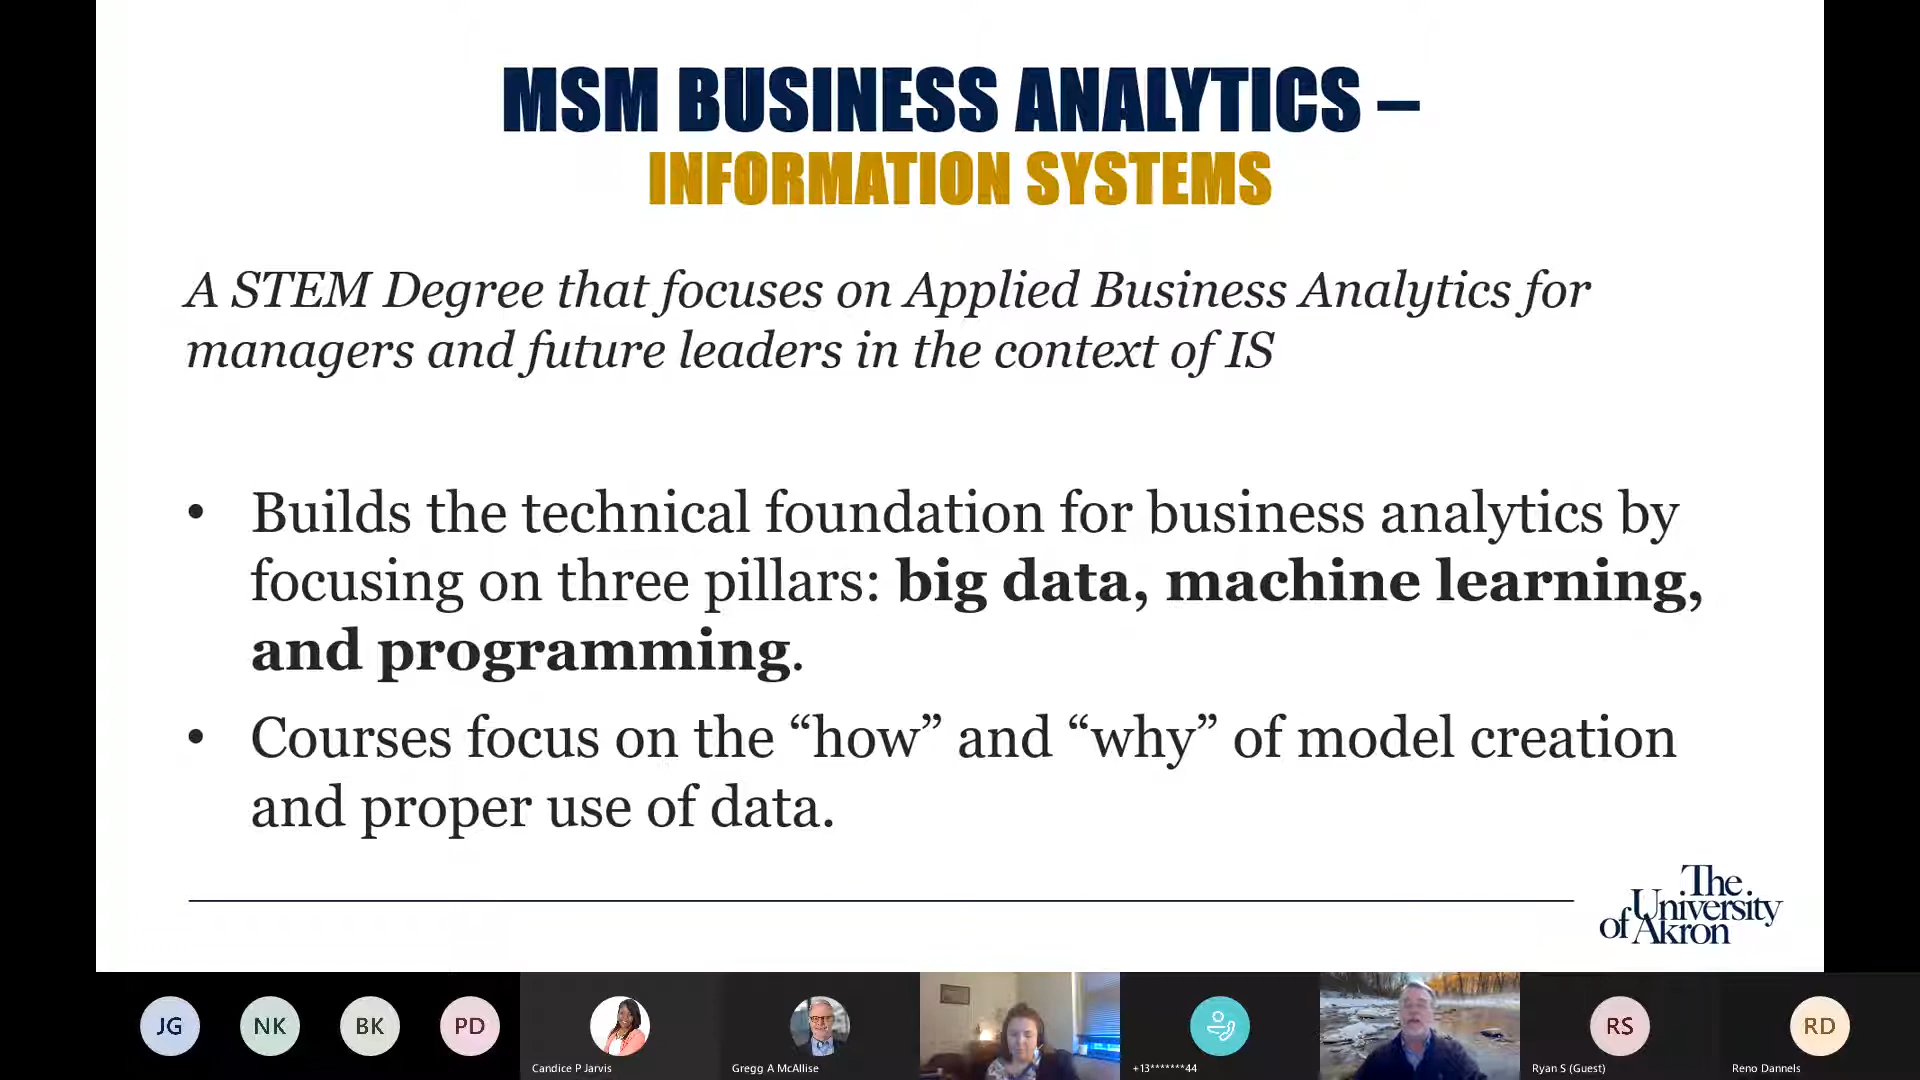 MSM BUSINESS ANALYTICS –
INFORMATION SYSTEMS
A STEM Degree that focuses on Applied Business Analytics for
managers and future leaders in the context of IS
• Builds the technical foundation for business analytics by
focusing on three pillars: big data, machine learning,
and programming.
• Courses focus on the “how” and “why” of model creation
and proper use of data.
The
University
of Akron
JG
NK
BK
PD
Candice P Jarvis
Gregg A McAllise
+13*******44
RS
Ryan S (Guest)
RD
Reno Dannels